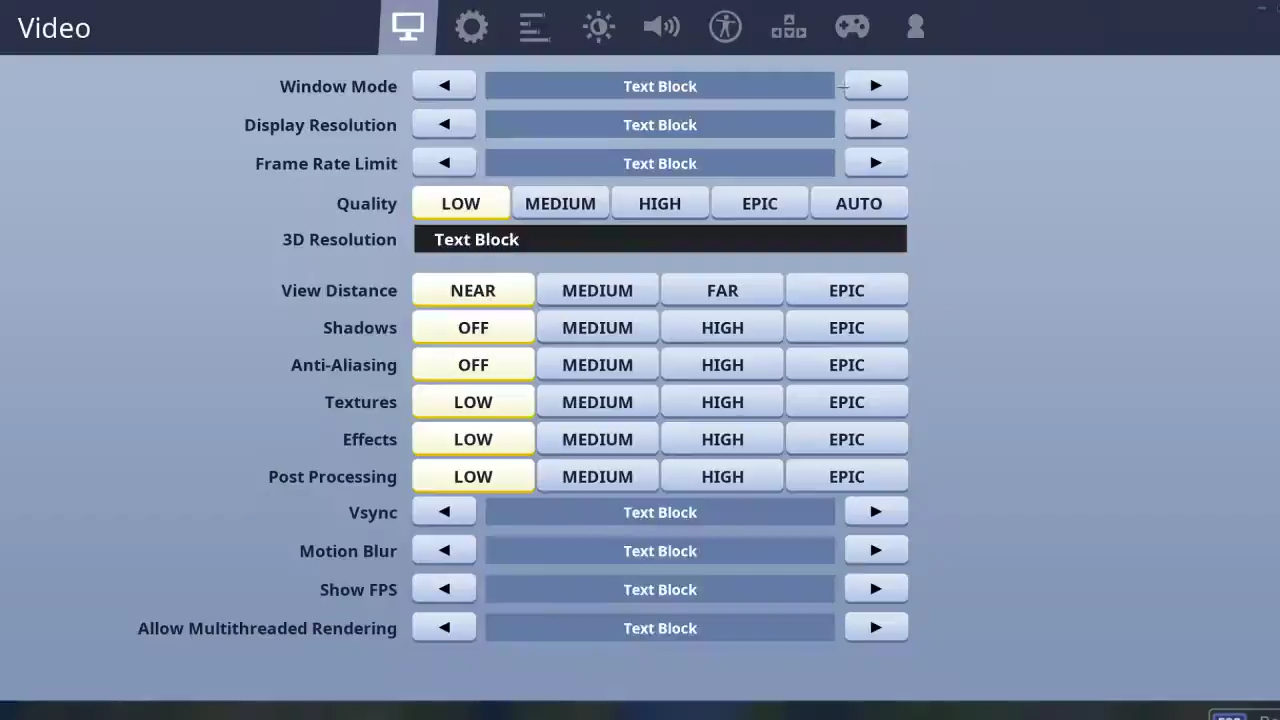 Video
Window Mode ◄ Text Block ►
Display Resolution ◄ Text Block ►
Frame Rate Limit ◄ Text Block ►
Quality LOW MEDIUM HIGH EPIC AUTO
3D Resolution Text Block
View Distance NEAR MEDIUM FAR EPIC
Shadows OFF MEDIUM HIGH EPIC
Anti-Aliasing OFF MEDIUM HIGH EPIC
Textures LOW MEDIUM HIGH EPIC
Effects LOW MEDIUM HIGH EPIC
Post Processing LOW MEDIUM HIGH EPIC
Vsync ◄ Text Block ►
Motion Blur ◄ Text Block ►
Show FPS ◄ Text Block ►
Allow Multithreaded Rendering ◄ Text Block ►